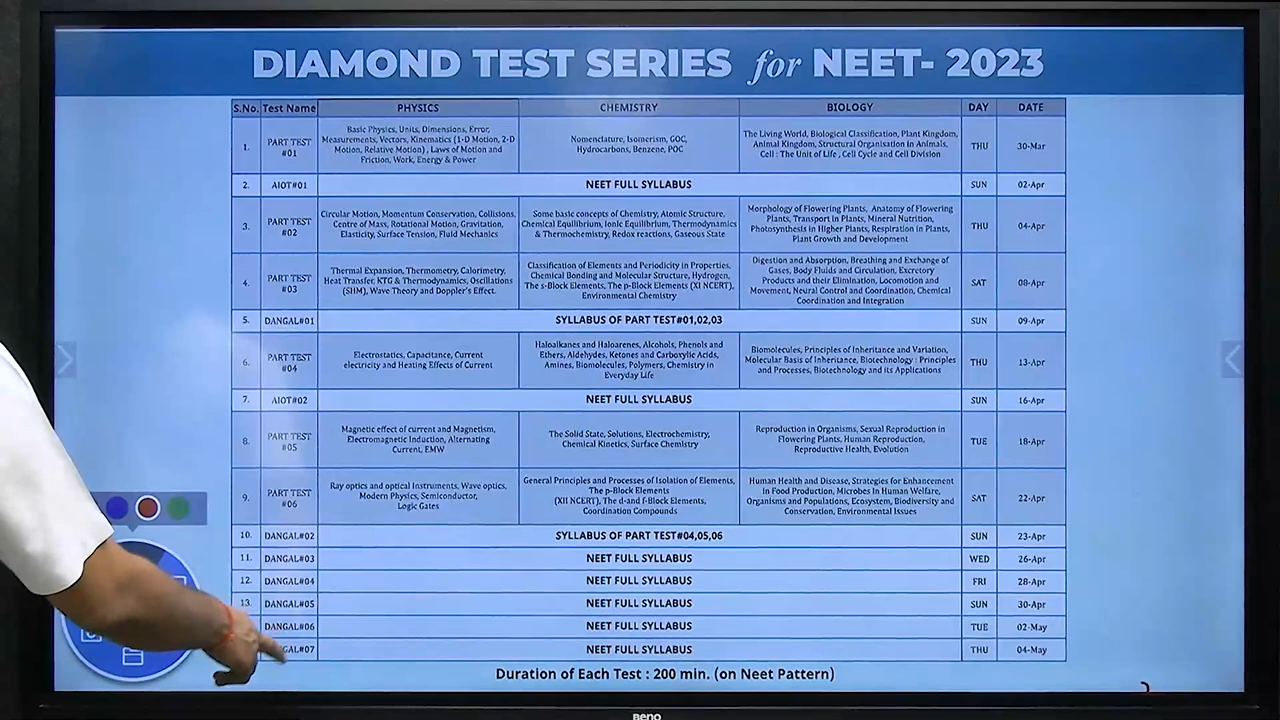 DIAMOND TEST SERIES for NEET- 2023
S.No. Test Name PHYSICS CHEMISTRY BIOLOGY DAY DATE
1. PART TEST #01
Basic Physics, Units, Dimensions, Error,
Measurements, Vectors, Kinematics (1-D Motion, 2-D
Motion, Relative Motion) , Laws of Motion and
Friction, Work, Energy & Power
Nomenclature, Isomerism, GOC,
Hydrocarbons, Benzene, POC
The Living World, Biological Classification, Plant Kingdom,
Animal Kingdom, Structural Organisation in Animals,
Cell : The Unit of Life , Cell Cycle and Cell Division
THU 30-Mar
2. AIOT#01 NEET FULL SYLLABUS SUN 02-Apr
3. PART TEST #02
Circular Motion, Momentum Conservation, Collisions,
Centre of Mass, Rotational Motion, Gravitation,
Elasticity, Surface Tension, Fluid Mechanics
Some basic concepts of Chemistry, Atomic Structure,
Chemical Equilibrium, Ionic Equilibrium, Thermodynamics
& Thermochemistry, Redox reactions, Gaseous State
Morphology of Flowering Plants, Anatomy of Flowering
Plants, Transport in Plants, Mineral Nutrition,
Photosynthesis in Higher Plants, Respiration in Plants,
Plant Growth and Development
THU 04-Apr
4. PART TEST #03
Thermal Expansion, Thermometry, Calorimetry,
Heat Transfer, KTG & Thermodynamics, Oscillations
(SHM), Wave Theory and Doppler's Effect.
Classification of Elements and Periodicity in Properties,
Chemical Bonding and Molecular Structure, Hydrogen,
The s-Block Elements, The p-Block Elements (XI NCERT),
Environmental Chemistry
Digestion and Absorption, Breathing and Exchange of
Gases, Body Fluids and Circulation, Excretory
Products and their Elimination, Locomotion and
Movement, Neural Control and Coordination, Chemical
Coordination and Integration
SAT 08-Apr
5. DANGAL#01 SYLLABUS OF PART TEST#01,02,03 SUN 09-Apr
6. PART TEST #04
Electrostatics, Capacitance, Current
electricity and Heating Effects of Current
Haloalkanes and Haloarenes, Alcohols, Phenols and
Ethers, Aldehydes, Ketones and Carboxylic Acids,
Amines, Biomolecules, Polymers, Chemistry in
Everyday Life
Biomolecules, Principles of Inheritance and Variation,
Molecular Basis of Inheritance, Biotechnology : Principles
and Processes, Biotechnology and its Applications
THU 13-Apr
7. AIOT#02 NEET FULL SYLLABUS SUN 16-Apr
8. PART TEST #05
Magnetic effect of current and Magnetism,
Electromagnetic Induction, Alternating
Current, EMW
The Solid State, Solutions, Electrochemistry,
Chemical Kinetics, Surface Chemistry
Reproduction in Organisms, Sexual Reproduction in
Flowering Plants, Human Reproduction,
Reproductive Health, Evolution
TUE 18-Apr
9. PART TEST #06
Ray optics and optical Instruments, Wave optics,
Modern Physics, Semiconductor,
Logic Gates
General Principles and Processes of Isolation of Elements,
The p-Block Elements
(XII NCERT), The d-and f-Block Elements,
Coordination Compounds
Human Health and Disease, Strategies for Enhancement
in Food Production, Microbes in Human Welfare,
Organisms and Populations, Ecosystem, Biodiversity and
Conservation, Environmental Issues
SAT 22-Apr
10. DANGAL#02 SYLLABUS OF PART TEST#04,05,06 SUN 23-Apr
11. DANGAL#03 NEET FULL SYLLABUS WED 26-Apr
12. DANGAL#04 NEET FULL SYLLABUS FRI 28-Apr
13. DANGAL#05 NEET FULL SYLLABUS SUN 30-Apr
DANGAL#06 NEET FULL SYLLABUS TUE 02-May
GAL#07 NEET FULL SYLLABUS THU 04-May
Duration of Each Test : 200 min. (on Neet Pattern)
BenQ